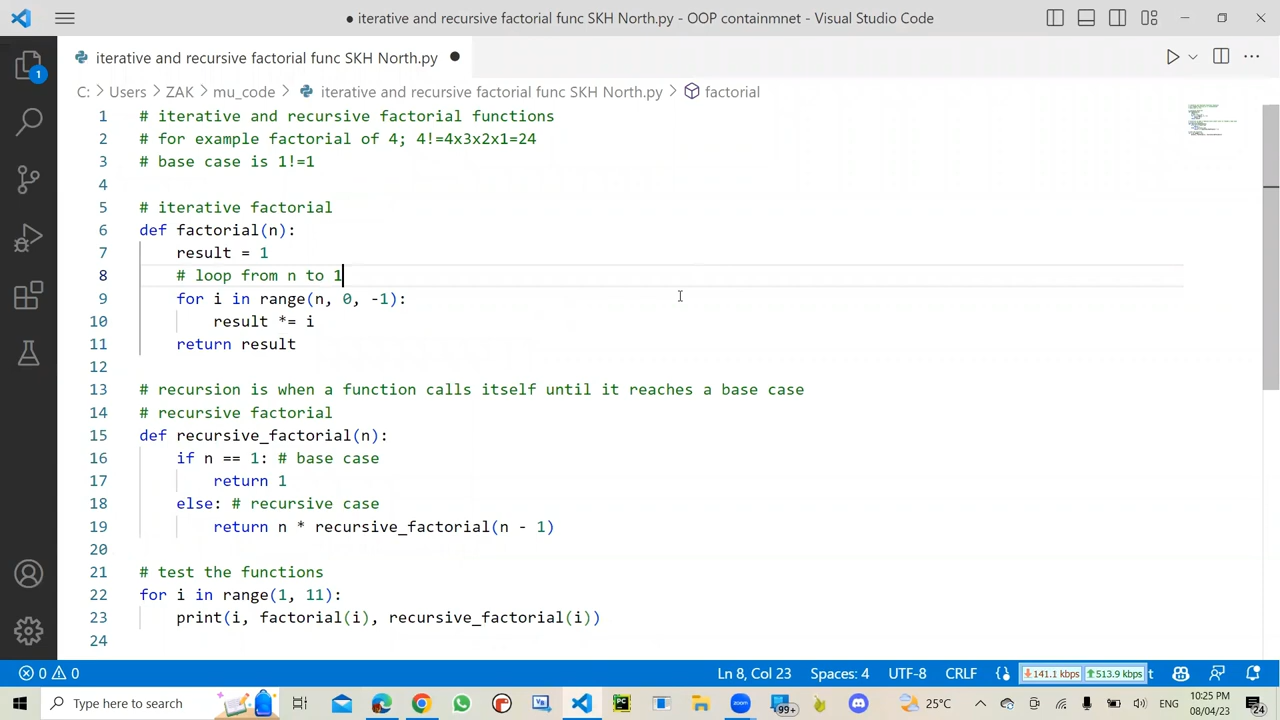 ● iterative and recursive factorial func SKH North.py - OOP containmnet - Visual Studio Code
iterative and recursive factorial func SKH North.py ●
1
C: > Users > ZAK > mu_code > iterative and recursive factorial func SKH North.py > factorial
1 # iterative and recursive factorial functions
2 # for example factorial of 4; 4!=4x3x2x1=24
3 # base case is 1!=1
4
5 # iterative factorial
6 def factorial(n):
7 result = 1
8 # loop from n to 1
9 for i in range(n, 0, -1):
10 result *= i
11 return result
12
13 # recursion is when a function calls itself until it reaches a base case
14 # recursive factorial
15 def recursive_factorial(n):
16 if n == 1: # base case
17 return 1
18 else: # recursive case
19 return n * recursive_factorial(n - 1)
20
21 # test the functions
22 for i in range(1, 11):
23 print(i, factorial(i), recursive_factorial(i))
24
0 0 Ln 8, Col 23 Spaces: 4 UTF-8 CRLF {} 141.1 kbps 513.9 kbps t
Type here to search PC zoom 99+ 25°C ENG 10:25 PM
08/04/23 24